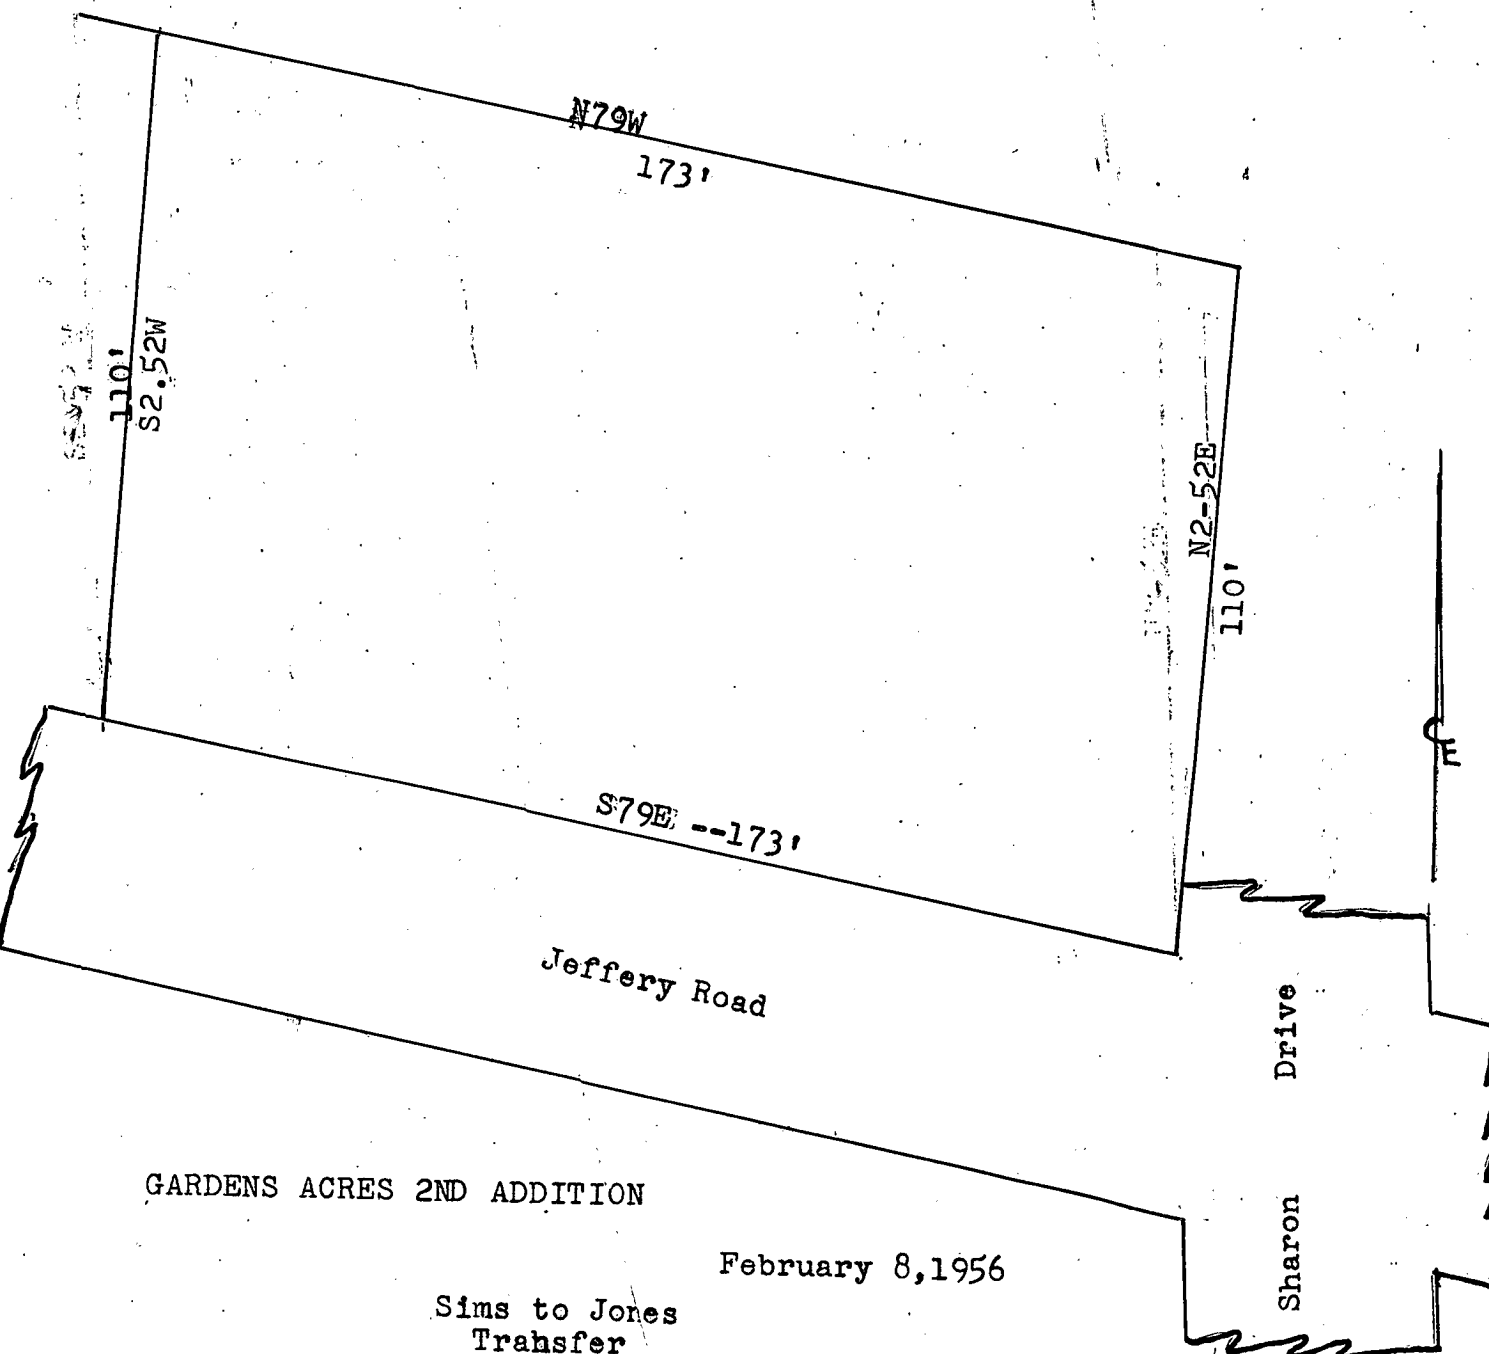 N79W
173'
110'
S2.52W
N2-52E
110'
S79E --173'
Jeffery Road
Sharon Drive
GARDENS ACRES 2ND ADDITION
February 8,1956
Sims to Jones
Trahsfer